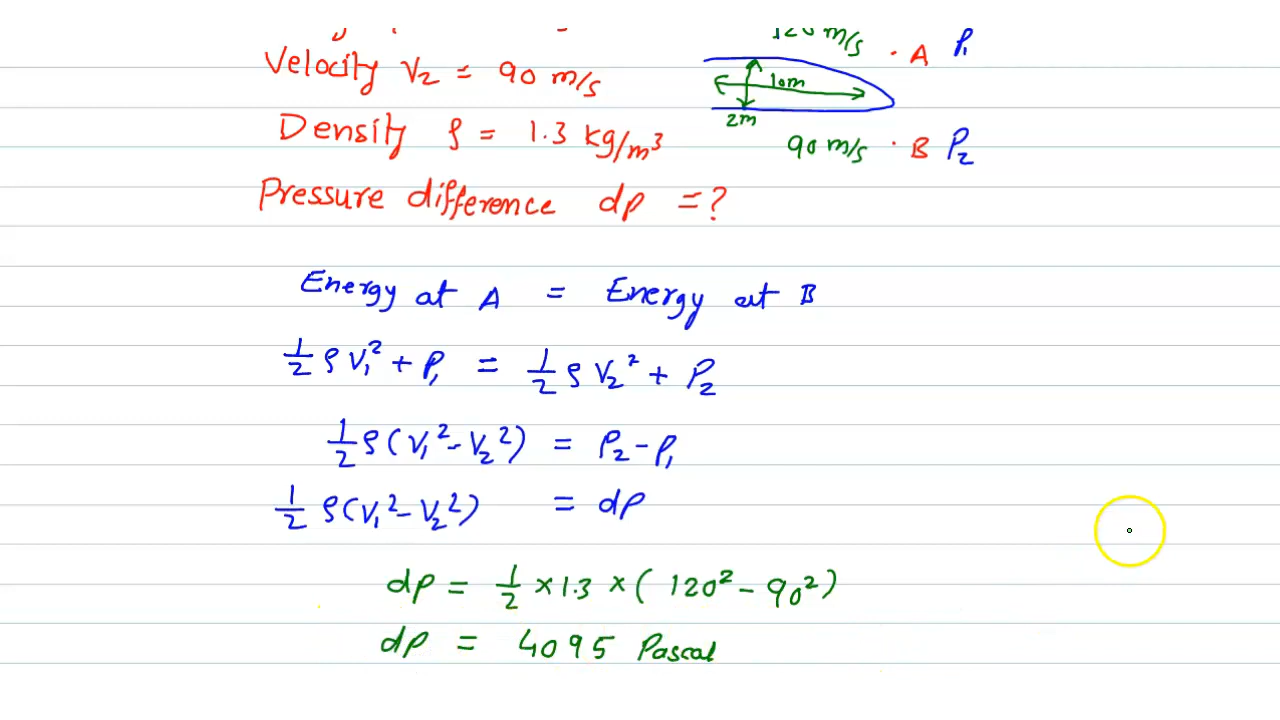 120 m/s · A P₁
Velocity V₂ = 90 m/s
10m
2m
Density ρ = 1.3 kg/m³
90 m/s · B P₂
Pressure difference dp = ?
Energy at A = Energy at B
½ ρ V₁² + P₁ = ½ ρ V₂² + P₂
½ ρ (V₁² - V₂²) = P₂ - P₁
½ ρ (V₁² - V₂²) = dp
dp = ½ × 1.3 × ( 120² - 90² )
dp = 4095 Pascal